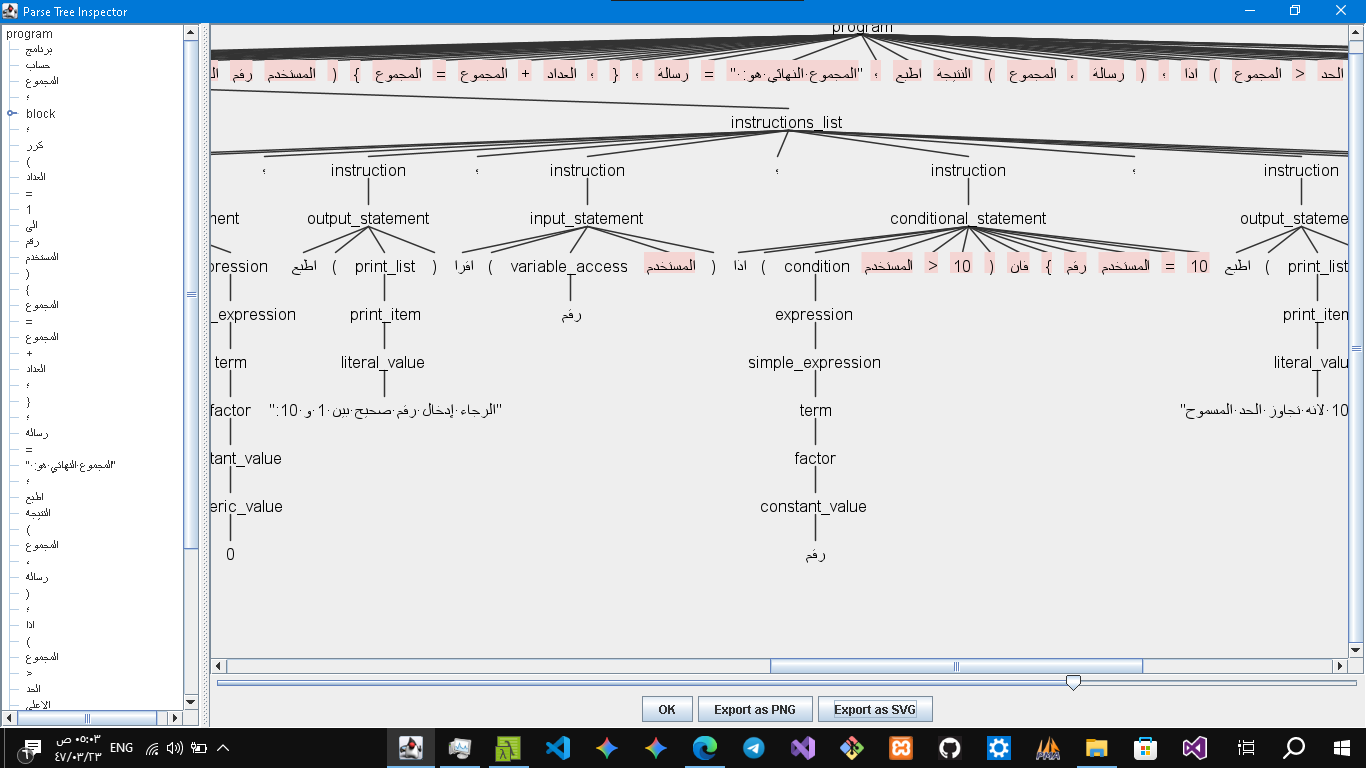 Parse Tree Inspector
program
برنامج
حساب
المجموع
؛
block
؛
كرر
(
العداد
=
1
الى
رقم
المستخدم
)
{
المجموع
=
المجموع
+
العداد
؛
}
؛
رسالة
=
"المجموع·النهائي·هو:·"
؛
اطبع
النتيجة
(
المجموع
،
رسالة
)
؛
اذا
(
المجموع
>
الحد
الاعلى
program
المستخدم رقم ) { المجموع = المجموع + العداد ؛ } ؛ رسالة = "المجموع·النهائي·هو:·" ؛ اطبع النتيجة ( المجموع ، رسالة ) ؛ اذا ( المجموع > الحد
instructions_list
؛ instruction ؛ instruction ؛ instruction ؛ instruction
output_statement input_statement conditional_statement output_stateme
اطبع ( print_list ) اقرا ( variable_access المستخدم ) اذا ( condition المستخدم > 10 ) فان { رقم المستخدم = 10 اطبع ( print_list
_expression print_item رقم expression print_item
term literal_value simple_expression literal_valu
factor "الرجاء·إدخال·رقم·صحيح·بين·1·و·10:" term 10·لانه·تجاوز·الحد·المسموح"
tant_value factor
eric_value constant_value
0 رقم
OK Export as PNG Export as SVG
٠٥:٠٣ ص
٤٧/٠٣/٢٣
ENG